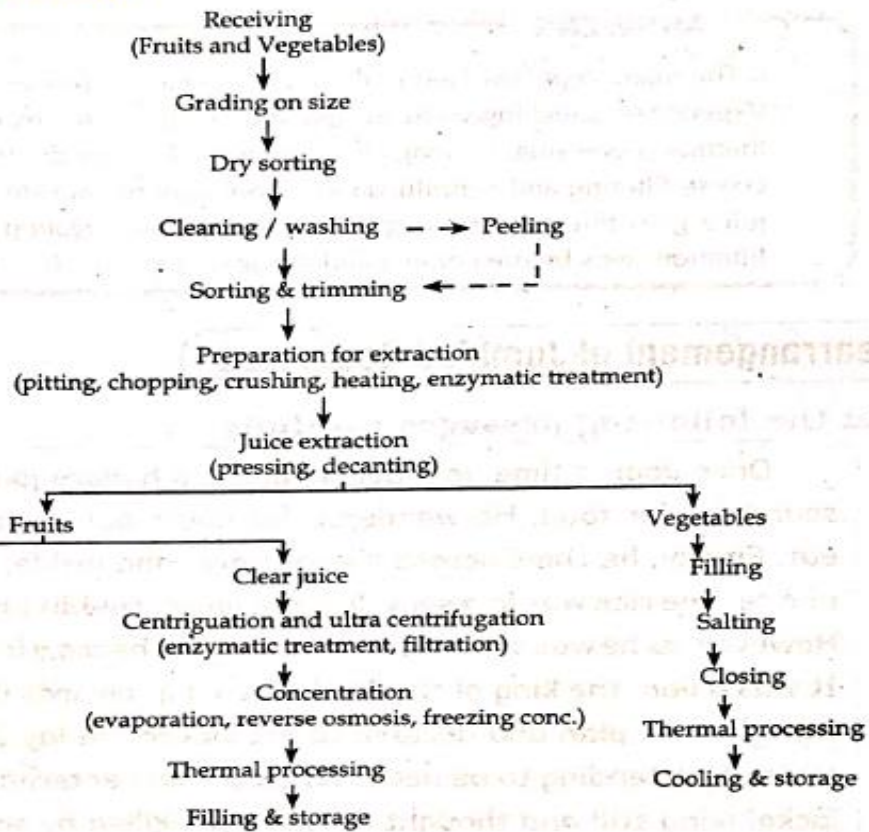 Receiving
(Fruits and Vegetables)
Grading on size
Dry sorting
Cleaning / washing
Peeling
Sorting & trimming
Preparation for extraction
(pitting, chopping, crushing, heating, enzymatic treatment)
Juice extraction
(pressing, decanting)
Fruits
Clear juice
Centriguation and ultra centrifugation
(enzymatic treatment, filtration)
Concentration
(evaporation, reverse osmosis, freezing conc.)
Thermal processing
Filling & storage
Vegetables
Filling
Salting
Closing
Thermal processing
Cooling & storage